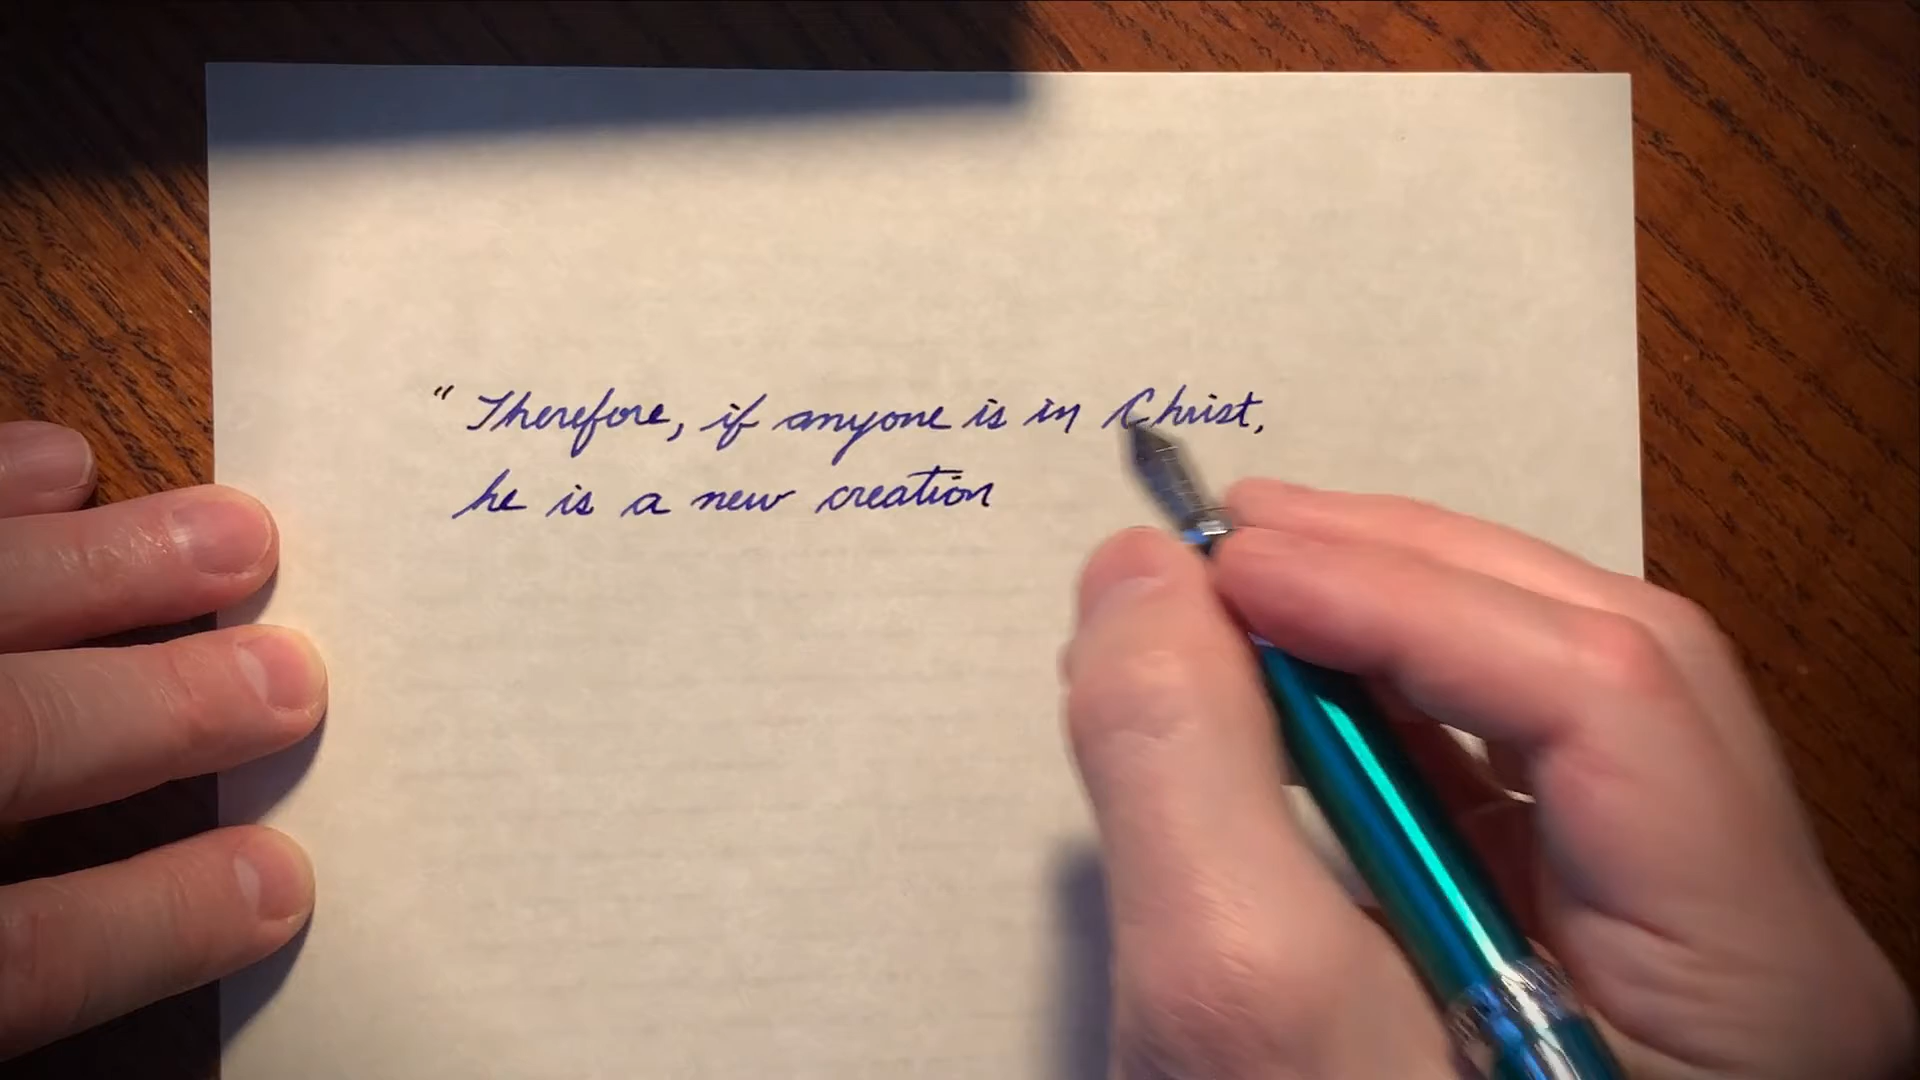 “Therefore, if anyone is in Christ,
he is a new creation